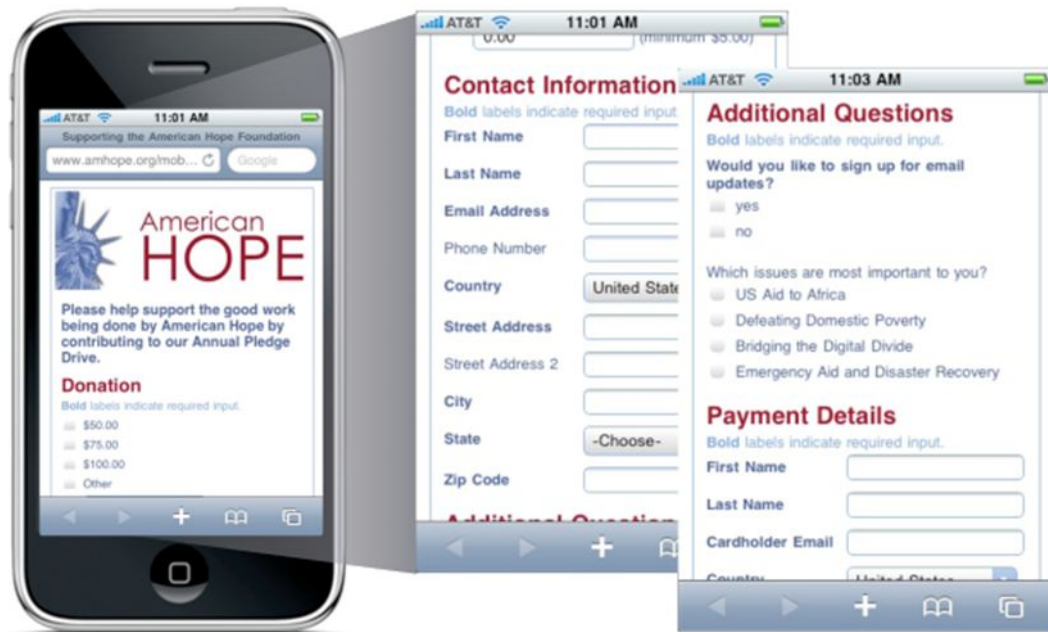 AT&T 11:01 AM
Supporting the American Hope Foundation
www.amhope.org/mob... Google
American
HOPE
Please help support the good work
being done by American Hope by
contributing to our Annual Pledge
Drive.
Donation
Bold labels indicate required input.
$50.00
$75.00
$100.00
Other
AT&T 11:01 AM
0.00 (minimum $5.00)
Contact Information
Bold labels indicate required input
First Name
Last Name
Email Address
Phone Number
Country United State
Street Address
Street Address 2
City
State -Choose-
Zip Code
Additional Question
AT&T 11:03 AM
Additional Questions
Bold labels indicate required input.
Would you like to sign up for email
updates?
yes
no
Which issues are most important to you?
US Aid to Africa
Defeating Domestic Poverty
Bridging the Digital Divide
Emergency Aid and Disaster Recovery
Payment Details
Bold labels indicate required input.
First Name
Last Name
Cardholder Email
Country United States